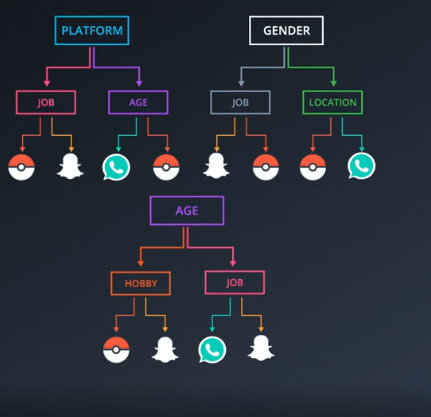 PLATFORM
GENDER
JOB
AGE
JOB
LOCATION
AGE
HOBBY
JOB